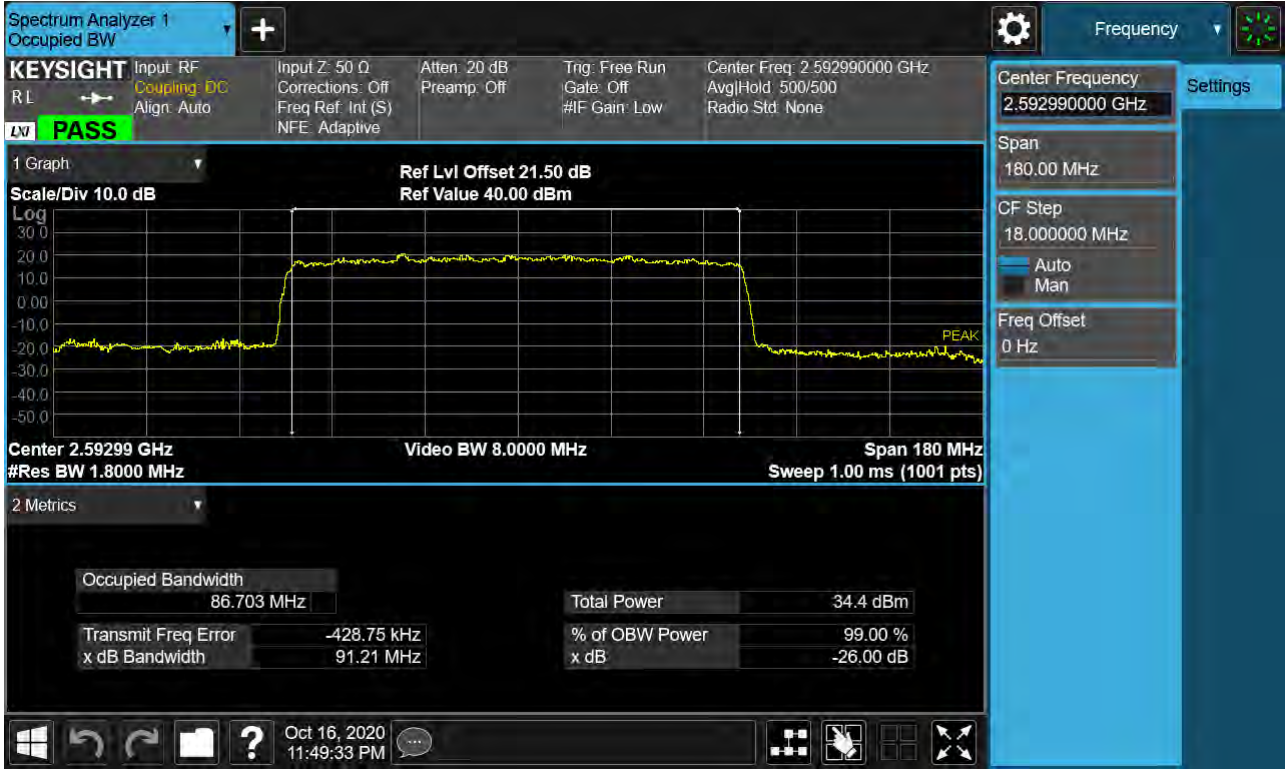 Spectrum Analyzer 1
Occupied BW
Frequency
KEYSIGHT
RL
LXI
PASS
Input: RF
Coupling: DC
Align: Auto
Input Z: 50 Ω
Corrections: Off
Freq Ref: Int (S)
NFE: Adaptive
Atten: 20 dB
Preamp: Off
Trig: Free Run
Gate: Off
#IF Gain: Low
Center Freq: 2.592990000 GHz
Avg|Hold: 500/500
Radio Std: None
Center Frequency
2.592990000 GHz
Settings
Span
180.00 MHz
CF Step
18.000000 MHz
Auto
Man
Freq Offset
0 Hz
1 Graph
Scale/Div 10.0 dB
Ref Lvl Offset 21.50 dB
Ref Value 40.00 dBm
Log
30.0
20.0
10.0
0.00
-10.0
-20.0
-30.0
-40.0
-50.0
PEAK
Center 2.59299 GHz
#Res BW 1.8000 MHz
Video BW 8.0000 MHz
Span 180 MHz
Sweep 1.00 ms (1001 pts)
2 Metrics
Occupied Bandwidth
86.703 MHz
Total Power 34.4 dBm
Transmit Freq Error -428.75 kHz
% of OBW Power 99.00 %
x dB Bandwidth 91.21 MHz
x dB -26.00 dB
?
Oct 16, 2020
11:49:33 PM